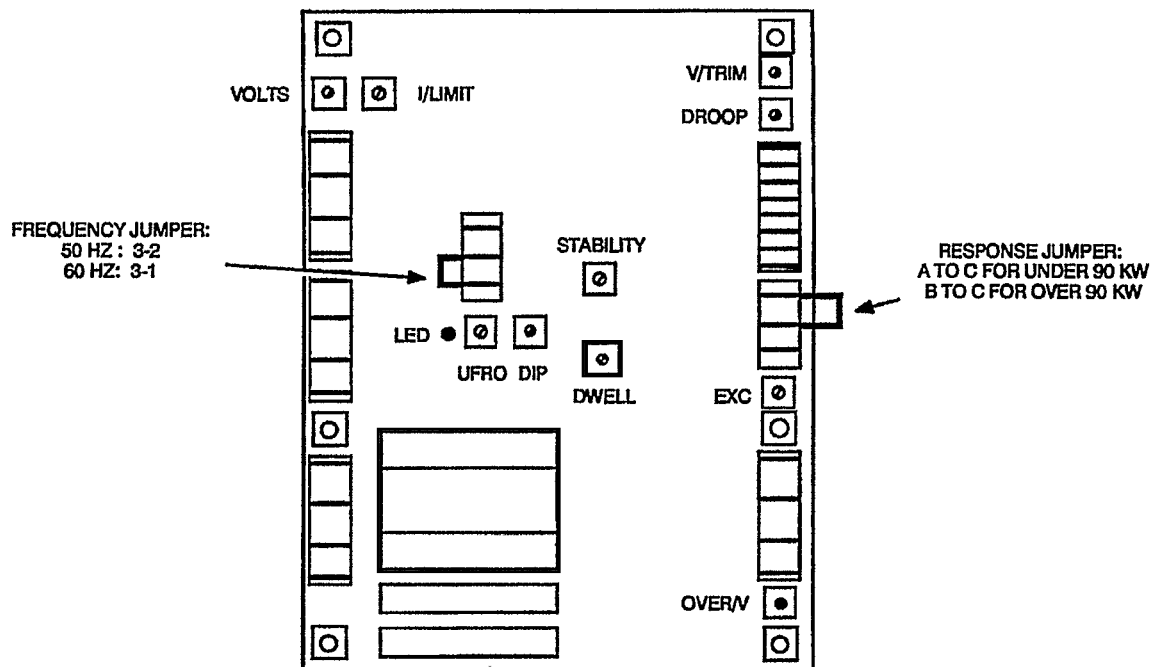 VOLTS
I/LIMIT
V/TRIM
DROOP
FREQUENCY JUMPER:
50 HZ : 3-2
60 HZ: 3-1
STABILITY
RESPONSE JUMPER:
A TO C FOR UNDER 90 KW
B TO C FOR OVER 90 KW
LED
UFRO DIP
DWELL
EXC
OVER/V